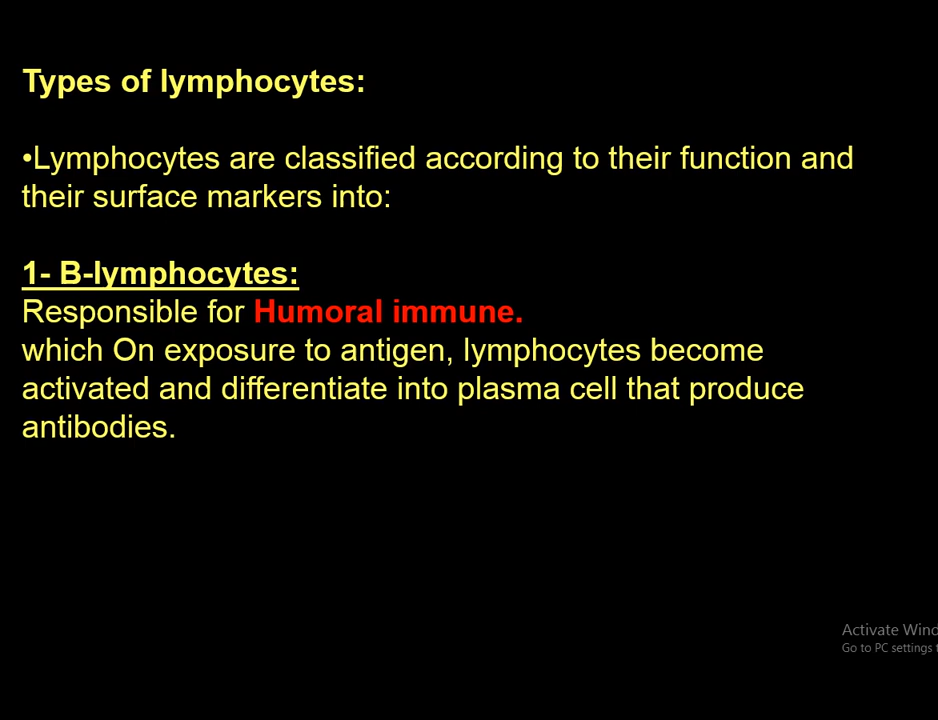 Types of lymphocytes:
•Lymphocytes are classified according to their function and
their surface markers into:
1- B-lymphocytes:
Responsible for Humoral immune.
which On exposure to antigen, lymphocytes become
activated and differentiate into plasma cell that produce
antibodies.
Activate Wind
Go to PC settings